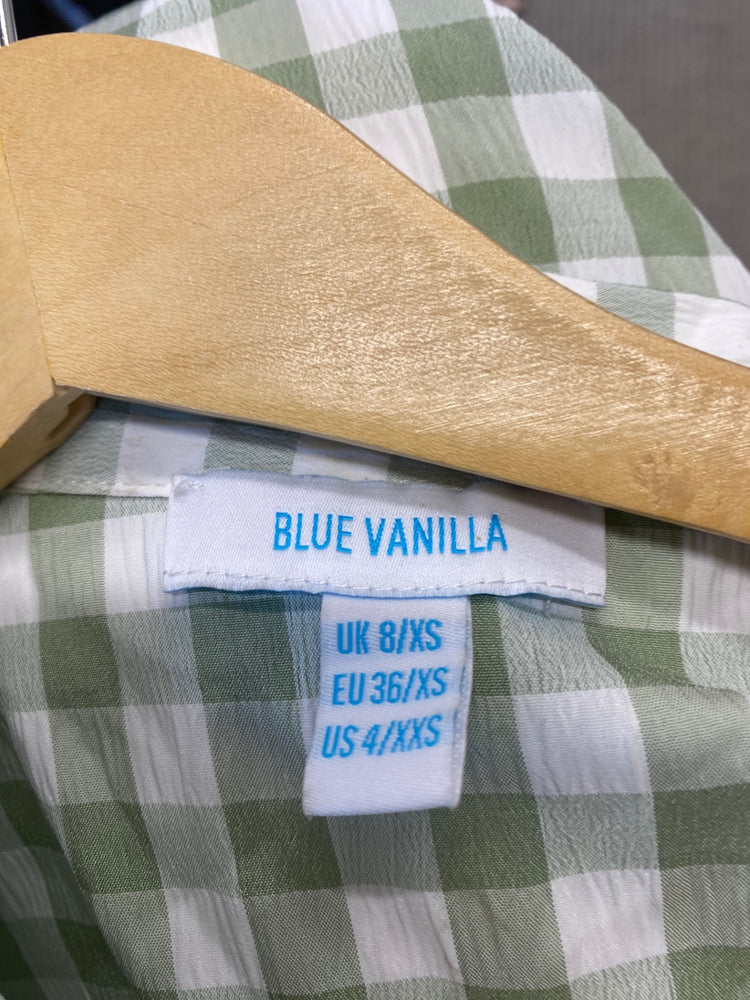 BLUE VANILLA
UK 8/XS
EU 36/XS
US 4/XXS